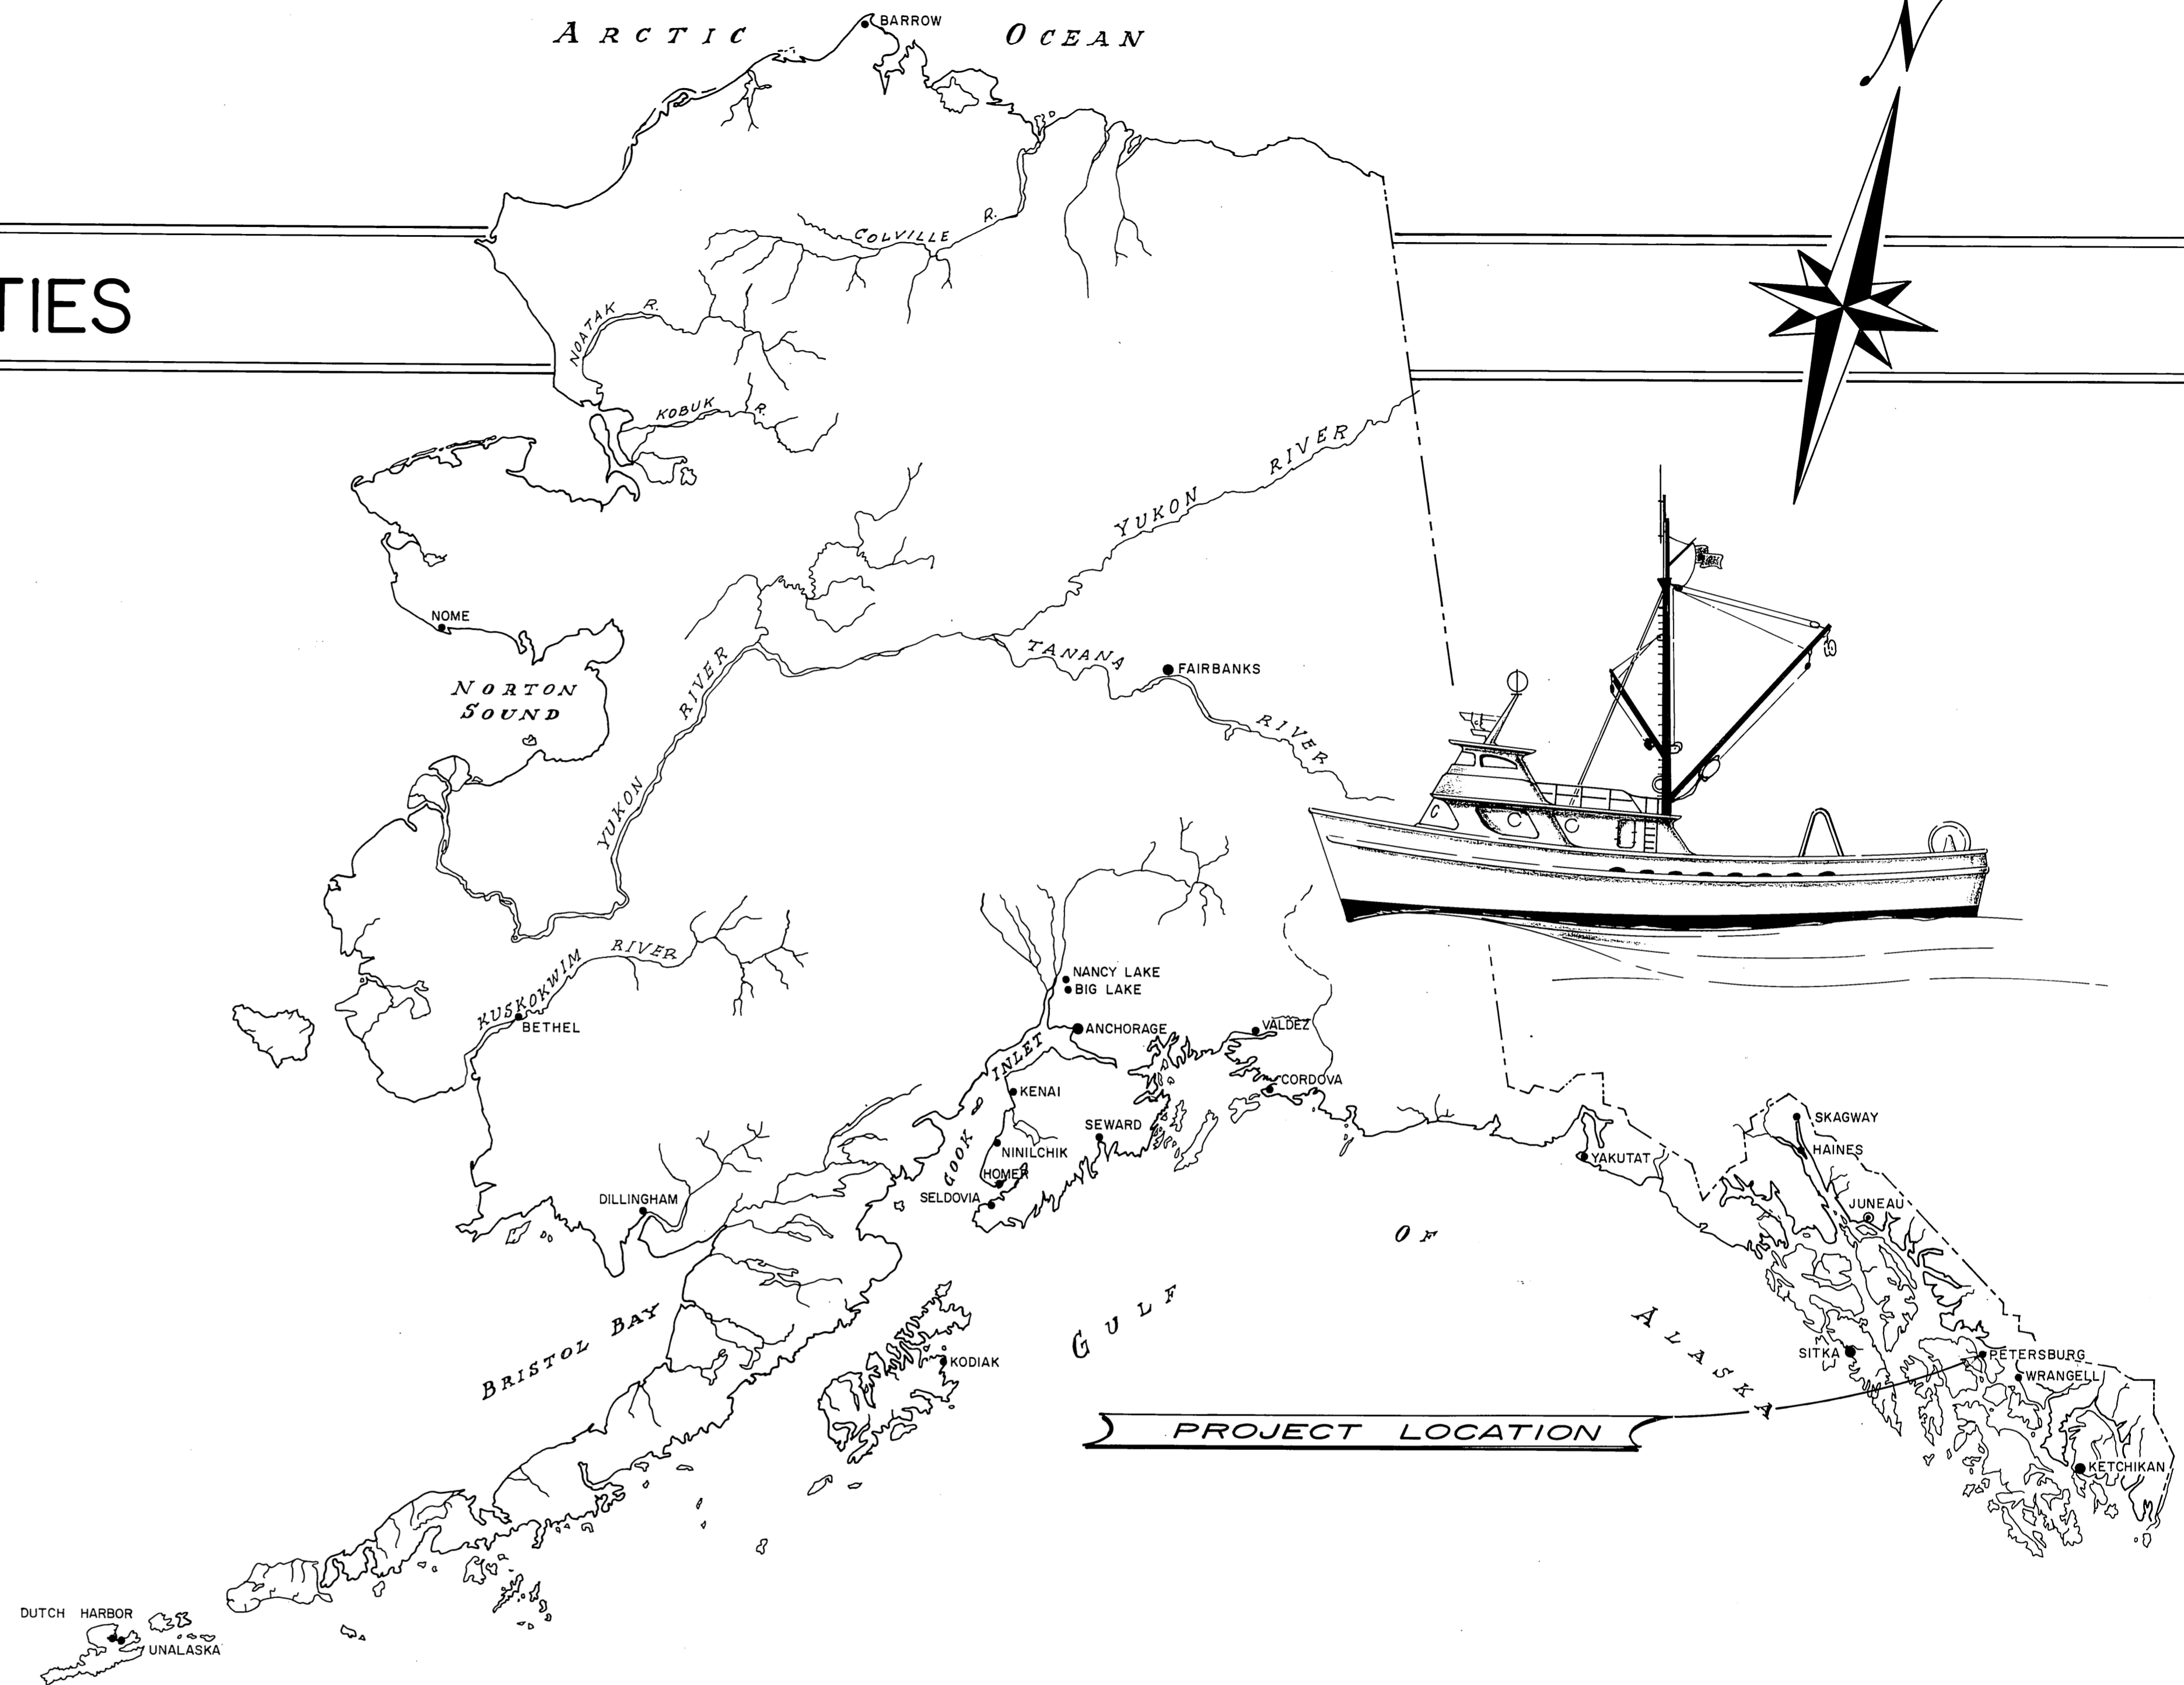 ARCTIC OCEAN
BARROW
N
TIES
COLVILLE R.
NOATAK R.
KOBUK R.
YUKON RIVER
NOME
NORTON
SOUND
TANANA RIVER
FAIRBANKS
YUKON RIVER
KUSKOKWIM RIVER
BETHEL
NANCY LAKE
BIG LAKE
ANCHORAGE
VALDEZ
COOK INLET
KENAI
CORDOVA
SEWARD
NINILCHIK
HOMER
SELDOVIA
DILLINGHAM
YAKUTAT
SKAGWAY
HAINES
JUNEAU
GULF OF ALASKA
BRISTOL BAY
KODIAK
SITKA
PETERSBURG
WRANGELL
PROJECT LOCATION
KETCHIKAN
DUTCH HARBOR
UNALASKA